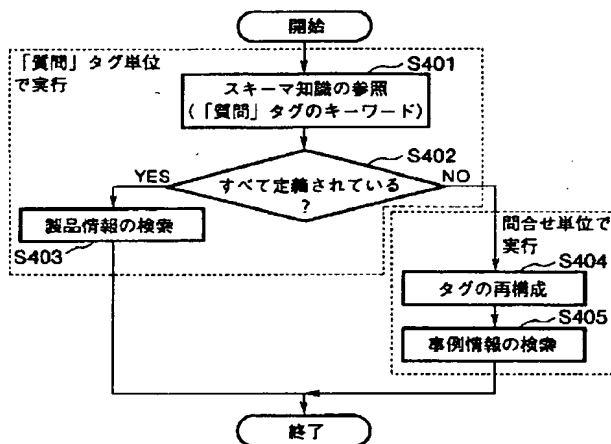 開始
「質問」タグ単位
で実行
S401
スキーマ知識の参照
(「質問」タグのキーワード)
S402
YES
すべて定義されている
?
NO
製品情報の検索
S403
問合せ単位で
実行
S404
タグの再構成
S405
事例情報の検索
終了